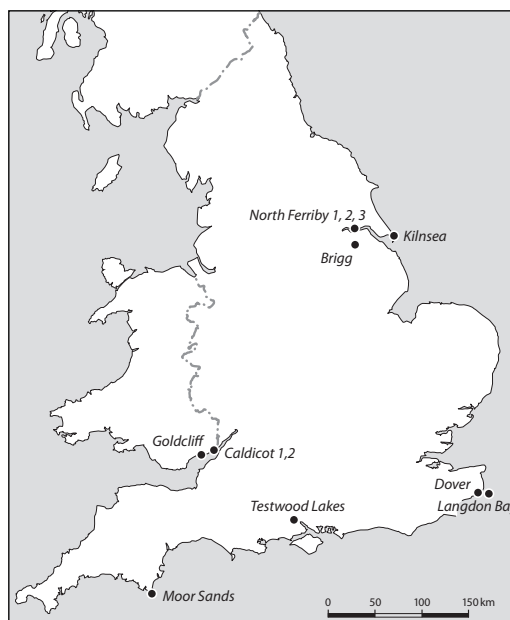 North Ferriby 1, 2, 3
Kilnsea
Brigg
Goldcliff
Caldicot 1,2
Dover
Langdon Ba
Testwood Lakes
Moor Sands
0 50 100 150 km